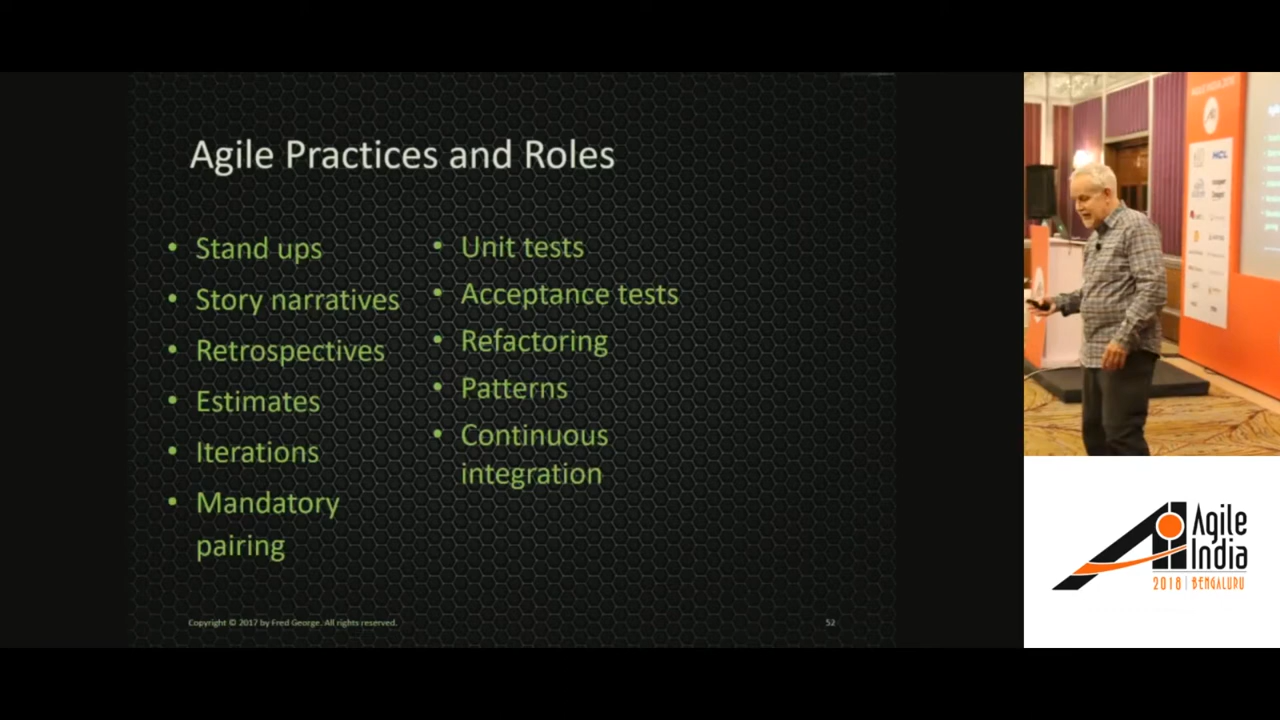 Agile Practices and Roles
• Stand ups
• Story narratives
• Retrospectives
• Estimates
• Iterations
• Mandatory
pairing
• Unit tests
• Acceptance tests
• Refactoring
• Patterns
• Continuous
integration
Copyright © 2017 by Fred George. All rights reserved.
52
HCL
Agile
India
2018 | BENGALURU